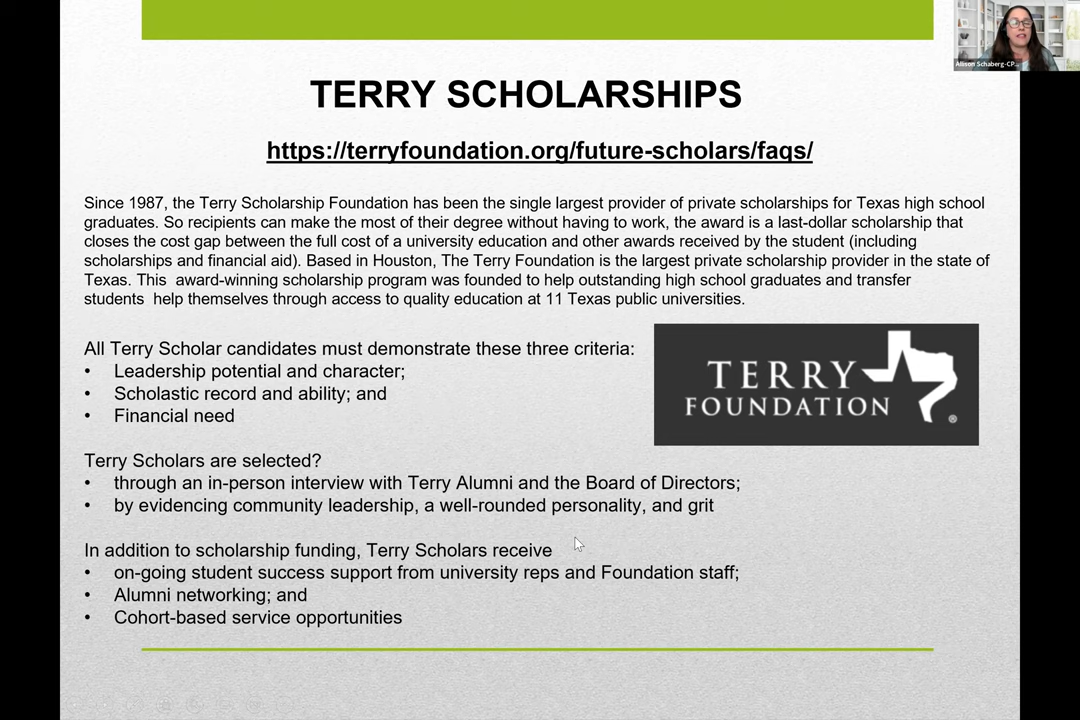 Allison Schaberg-CP...
TERRY SCHOLARSHIPS
https://terryfoundation.org/future-scholars/faqs/
Since 1987, the Terry Scholarship Foundation has been the single largest provider of private scholarships for Texas high school
graduates. So recipients can make the most of their degree without having to work, the award is a last-dollar scholarship that
closes the cost gap between the full cost of a university education and other awards received by the student (including
scholarships and financial aid). Based in Houston, The Terry Foundation is the largest private scholarship provider in the state of
Texas. This  award-winning scholarship program was founded to help outstanding high school graduates and transfer
students  help themselves through access to quality education at 11 Texas public universities.
All Terry Scholar candidates must demonstrate these three criteria:
• Leadership potential and character;
• Scholastic record and ability; and
• Financial need
TERRY
FOUNDATION ®
Terry Scholars are selected?
• through an in-person interview with Terry Alumni and the Board of Directors;
• by evidencing community leadership, a well-rounded personality, and grit
In addition to scholarship funding, Terry Scholars receive
• on-going student success support from university reps and Foundation staff;
• Alumni networking; and
• Cohort-based service opportunities